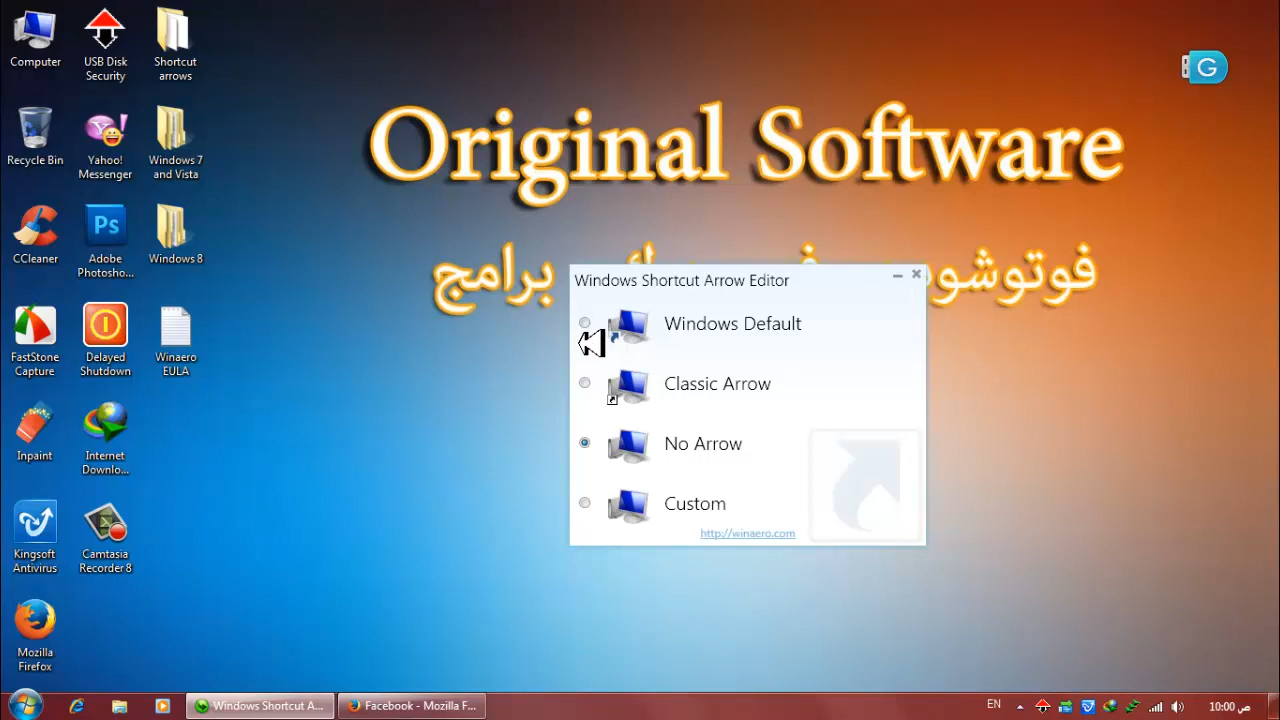 Computer
USB Disk
Security
Shortcut
arrows
G
Recycle Bin
Yahoo!
Messenger
Windows 7
and Vista
Original Software
CCleaner
Ps
Adobe
Photosho...
Windows 8
فوتوشوب
برامج
Windows Shortcut Arrow Editor
Windows Default
Classic Arrow
No Arrow
Custom
http://winaero.com
FastStone
Capture
Delayed
Shutdown
Winaero
EULA
Inpaint
Internet
Downlo...
Kingsoft
Antivirus
Camtasia
Recorder 8
Mozilla
Firefox
Windows Shortcut A...
Facebook - Mozilla F...
EN
10:00 ص